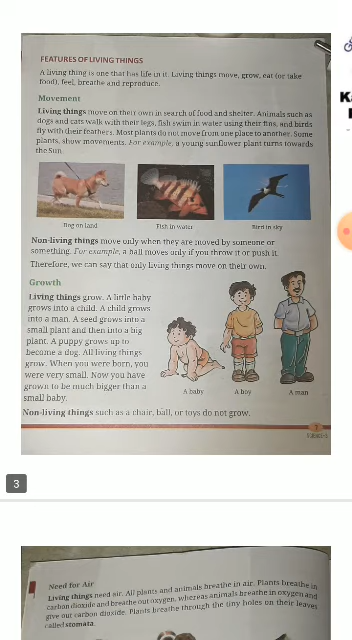 FEATURES OF LIVING THINGS
A living thing is one that has life in it. Living things move, grow, eat (or take
food), feel, breathe and reproduce.
Movement
Living things move on their own in search of food and shelter. Animals such as
dogs and cats walk with their legs, fish swim in water using their fins, and birds
fly with their feathers. Most plants do not move from one place to another. Some
plants, show movements. For example, a young sunflower plant turns towards
the Sun.
Dog on land
Fish in water
Bird in sky
Non-living things move only when they are moved by someone or
something. For example, a ball moves only if you throw it or push it.
Therefore, we can say that only living things move on their own.
Growth
Living things grow. A little baby
grows into a child. A child grows
into a man. A seed grows into a
small plant and then into a big
plant. A puppy grows up to
become a dog. All living things
grow. When you were born, you
were very small. Now you have
grown to be much bigger than a
small baby.
A baby
A boy
A man
Non-living things such as a chair, ball, or toys do not grow.
3
Need for Air
Living things need air. All plants and animals breathe in air. Plants breathe in
carbon dioxide and breathe out oxygen, whereas animals breathe in oxygen and
give out carbon dioxide. Plants breathe through the tiny holes on their leaves
called stomata.